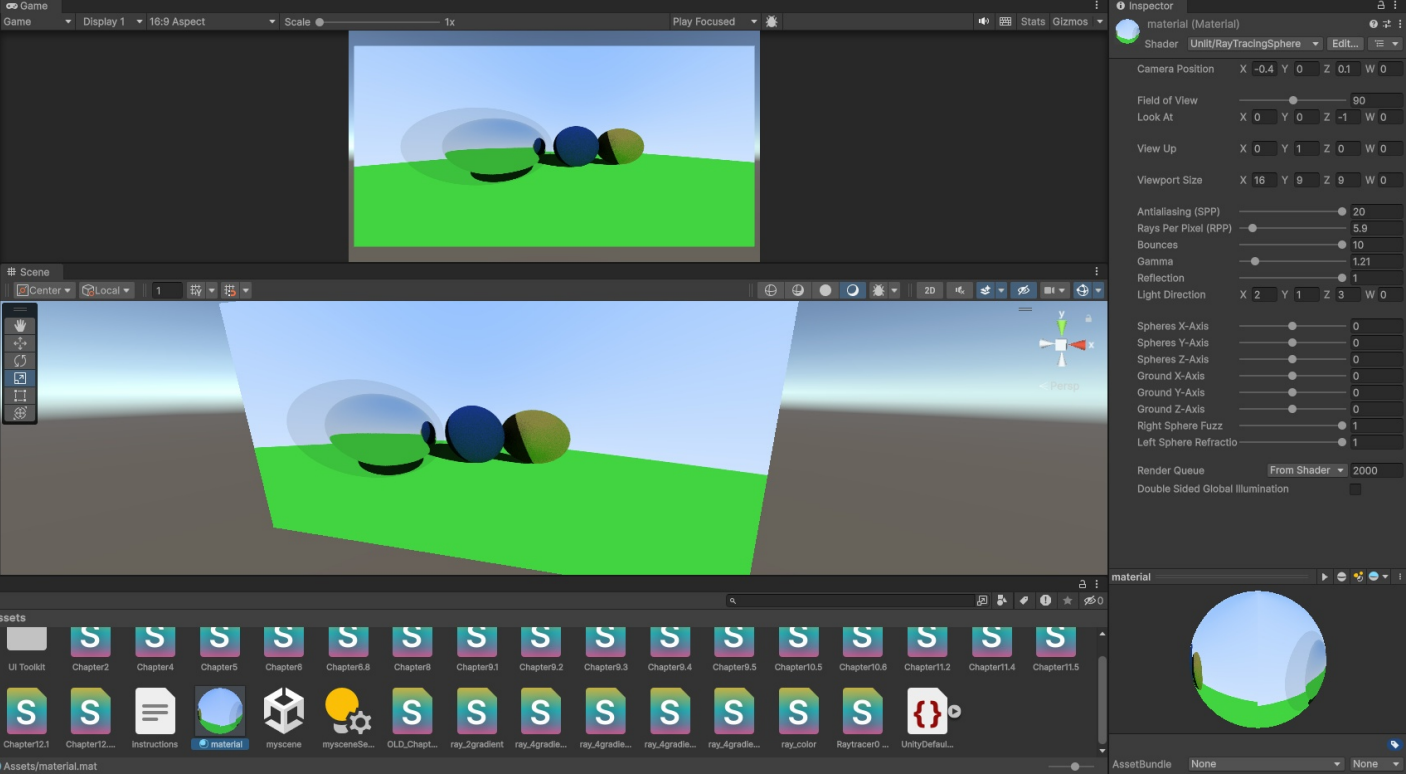 Game
Game Display 1 16:9 Aspect Scale 1x Play Focused Stats Gizmos
Scene
Center Local 1 2D
y
x
< Persp
0
ssets
UI Toolkit Chapter2 Chapter4 Chapter5 Chapter6 Chapter6.8 Chapter8 Chapter9.1 Chapter9.2 Chapter9.3 Chapter9.4 Chapter9.5 Chapter10.5 Chapter10.6 Chapter11.2 Chapter11.4 Chapter11.5
Chapter12.1 Chapter12.... Instructions material myscene mysceneSe... OLD_Chapt... ray_2gradient ray_4gradie... ray_4gradie... ray_4gradie... ray_4gradie... ray_color Raytracer0 ... UnityDefaul...
Assets/material.mat
Inspector
material (Material)
Shader Unlit/RayTracingSphere Edit...
Camera Position X -0.4 Y 0 Z 0.1 W 0
Field of View 90
Look At X 0 Y 0 Z -1 W 0
View Up X 0 Y 1 Z 0 W 0
Viewport Size X 16 Y 9 Z 9 W 0
Antialiasing (SPP) 20
Rays Per Pixel (RPP) 5.9
Bounces 10
Gamma 1.21
Reflection 1
Light Direction X 2 Y 1 Z 3 W 0
Spheres X-Axis 0
Spheres Y-Axis 0
Spheres Z-Axis 0
Ground X-Axis 0
Ground Y-Axis 0
Ground Z-Axis 0
Right Sphere Fuzz 1
Left Sphere Refractio 1
Render Queue From Shader 2000
Double Sided Global Illumination
material
AssetBundle None None